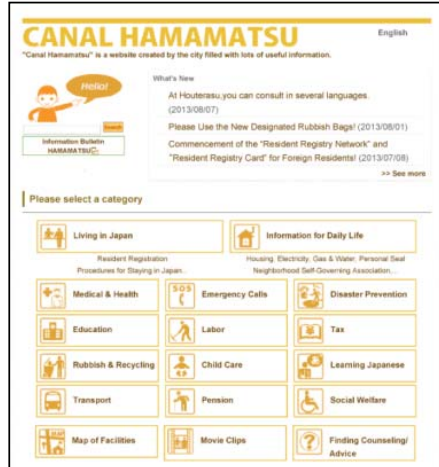 CANAL HAMAMATSU
English
"Canal Hamamatsu" is a website created by the city filled with lots of useful information.
Hello!
Search
Information Bulletin
HAMAMATSU
What's New
At Houterasu,you can consult in several languages.
(2013/08/07)
Please Use the New Designated Rubbish Bags! (2013/08/01)
Commencement of the "Resident Registry Network" and
"Resident Registry Card" for Foreign Residents! (2013/07/08)
>> See more
Please select a category
Living in Japan
Information for Daily Life
Resident Registration
Procedures for Staying in Japan..
Housing, Electricity, Gas & Water, Personal Seal
Neighborhood Self-Governing Association...
Medical & Health
SOS
Emergency Calls
Disaster Prevention
Education
Labor
Tax
Rubbish & Recycling
Child Care
Learning Japanese
Transport
Pension
Social Welfare
MAP
Map of Facilities
Movie Clips
?
Finding Counseling/
Advice